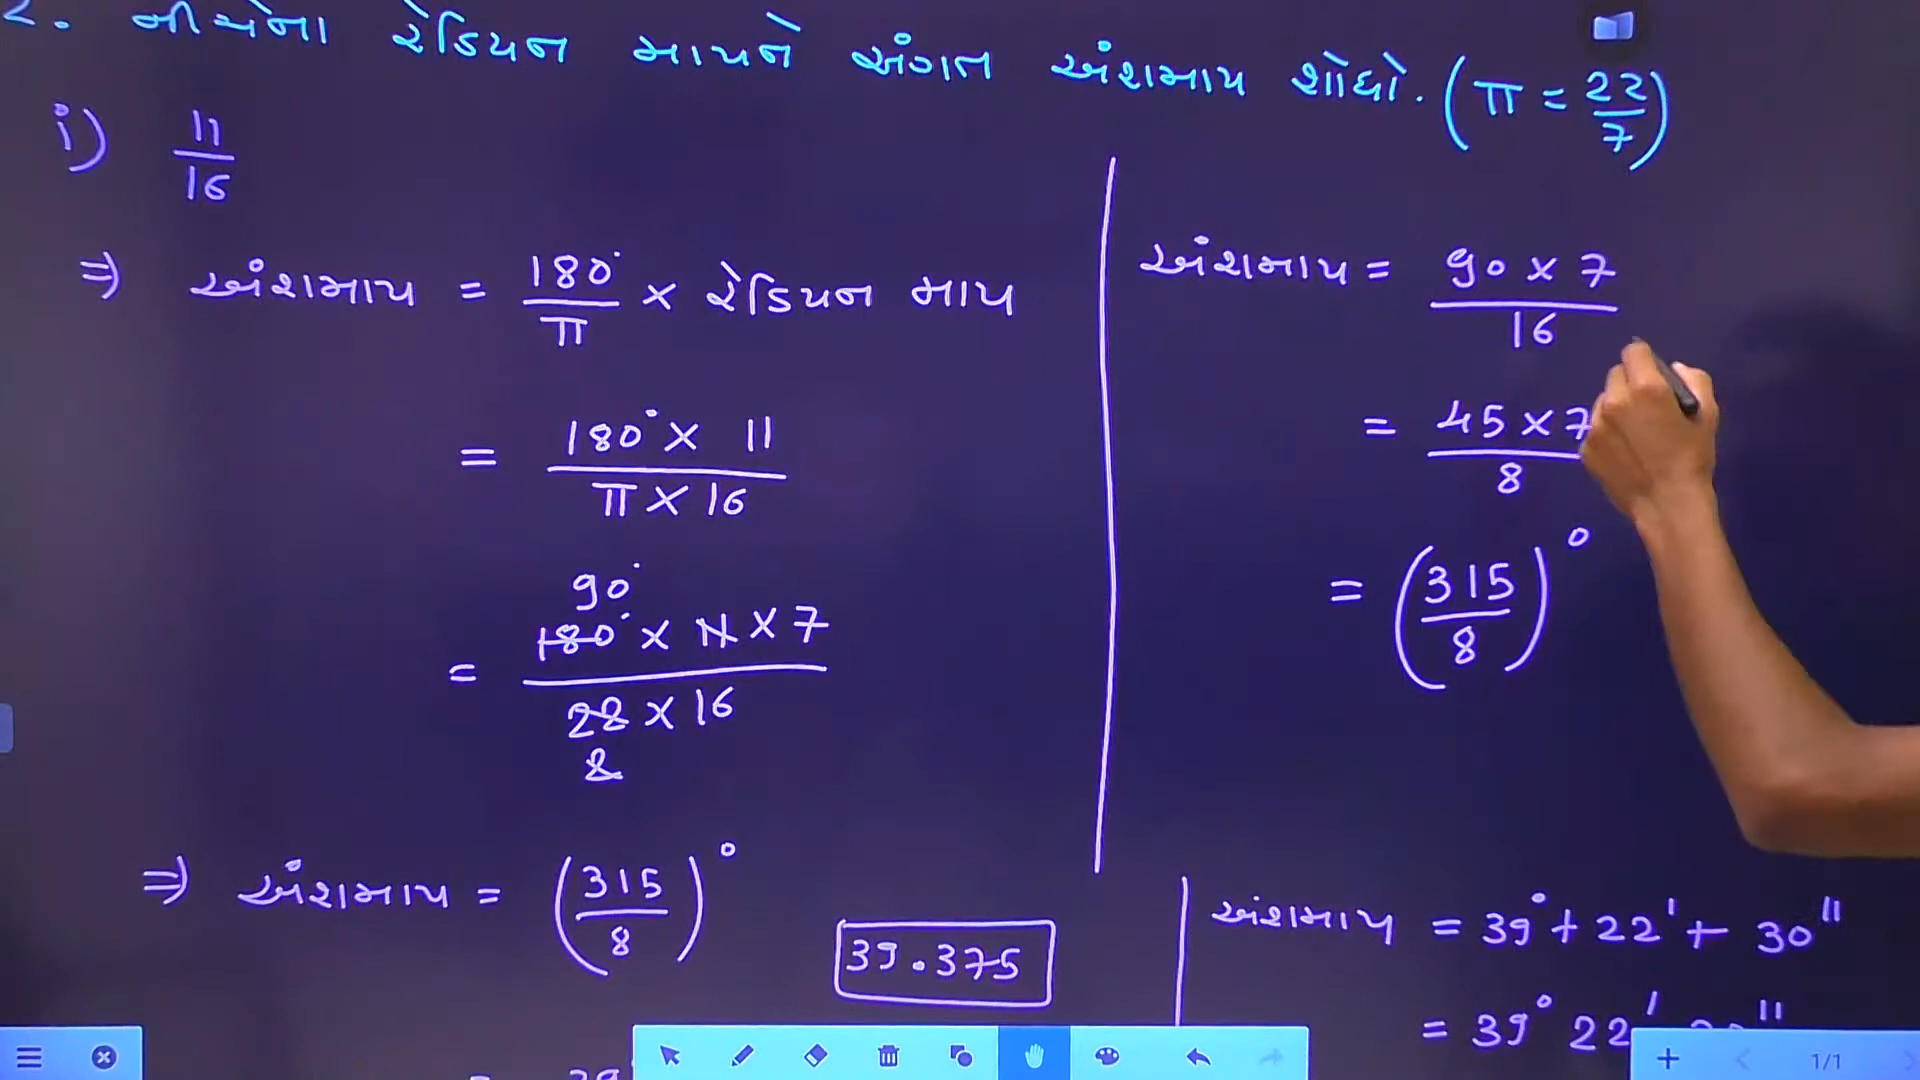 2. નીચેના રેડિયન માપને સંગત અંશમાપ શોધો. (π = 22/7)
i) 11/16
⇒ અંશમાપ = 180°/π × રેડિયન માપ
= 180° × 11 / π × 16
90°
= 180° × 11 × 7 / 22 × 16
2
⇒ અંશમાપ = (315/8)°
39.375
અંશમાપ = 90 × 7 / 16
= 45 × 7 / 8
= (315/8)°
અંશમાપ = 39° + 22' + 30"
= 39° 22'
1/1